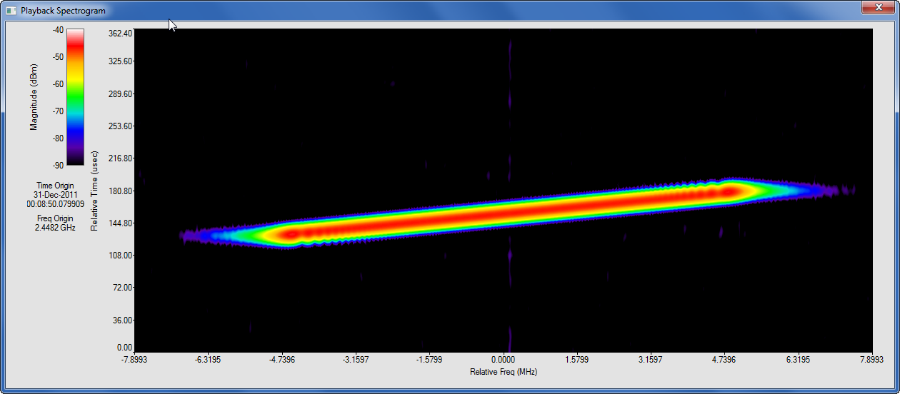 Playback Spectrogram
-40
-50
-60
-70
-80
-90
Magnitude (dBm)
Time Origin
31-Dec-2011
00:08:50.079909
Freq Origin
2.4482 GHz
Relative Time (usec)
362.40
325.60
289.60
253.60
216.80
180.80
144.80
108.00
72.00
36.00
0.00
-7.8993 -6.3195 -4.7396 -3.1597 -1.5799 0.0000 1.5799 3.1597 4.7396 6.3195 7.8993
Relative Freq (MHz)